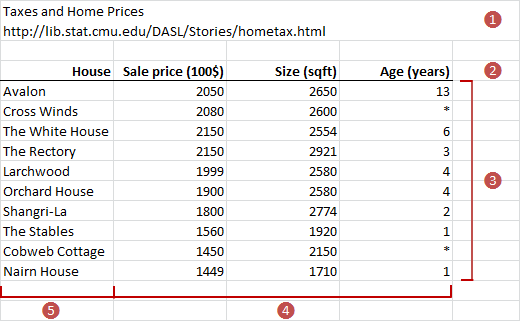 Taxes and Home Prices
http://lib.stat.cmu.edu/DASL/Stories/hometax.html
1
House Sale price (100$) Size (sqft) Age (years)
2
Avalon 2050 2650 13
Cross Winds 2080 2600 *
The White House 2150 2554 6
The Rectory 2150 2921 3
Larchwood 1999 2580 4
3
Orchard House 1900 2580 4
Shangri-La 1800 2774 2
The Stables 1560 1920 1
Cobweb Cottage 1450 2150 *
Nairn House 1449 1710 1
5 4